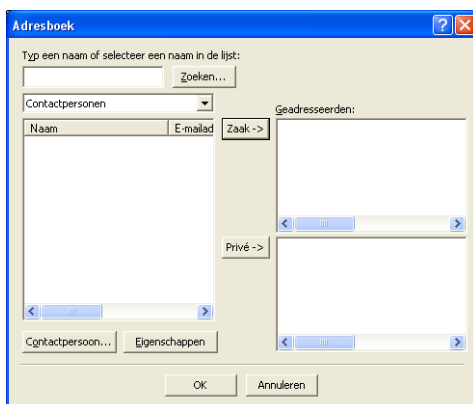 Adresboek
Typ een naam of selecteer een naam in de lijst:
Zoeken...
Contactpersonen
Geadresseerden:
Naam E-mailad
Zaak ->
Privé ->
Contactpersoon... Eigenschappen
OK Annuleren